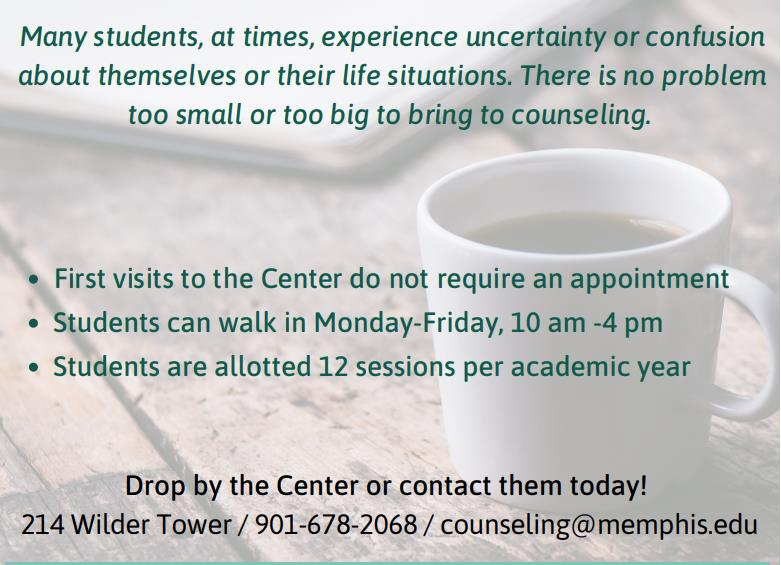 Many students, at times, experience uncertainty or confusion
about themselves or their life situations. There is no problem
too small or too big to bring to counseling.
• First visits to the Center do not require an appointment
• Students can walk in Monday-Friday, 10 am -4 pm
• Students are allotted 12 sessions per academic year
Drop by the Center or contact them today!
214 Wilder Tower / 901-678-2068 / counseling@memphis.edu